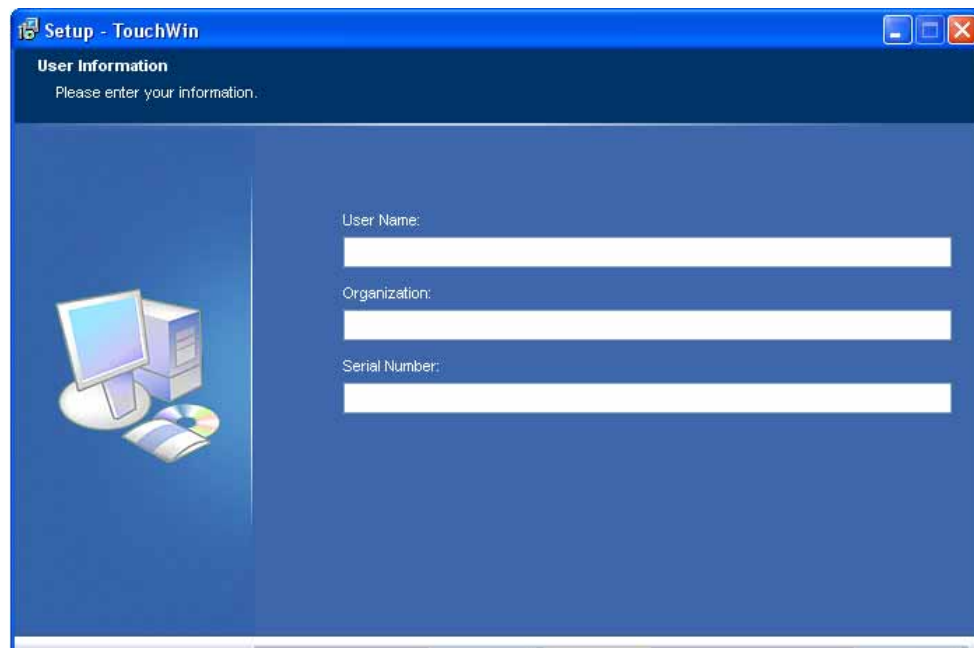 Setup - TouchWin
User Information
Please enter your information.
User Name:
Organization:
Serial Number: